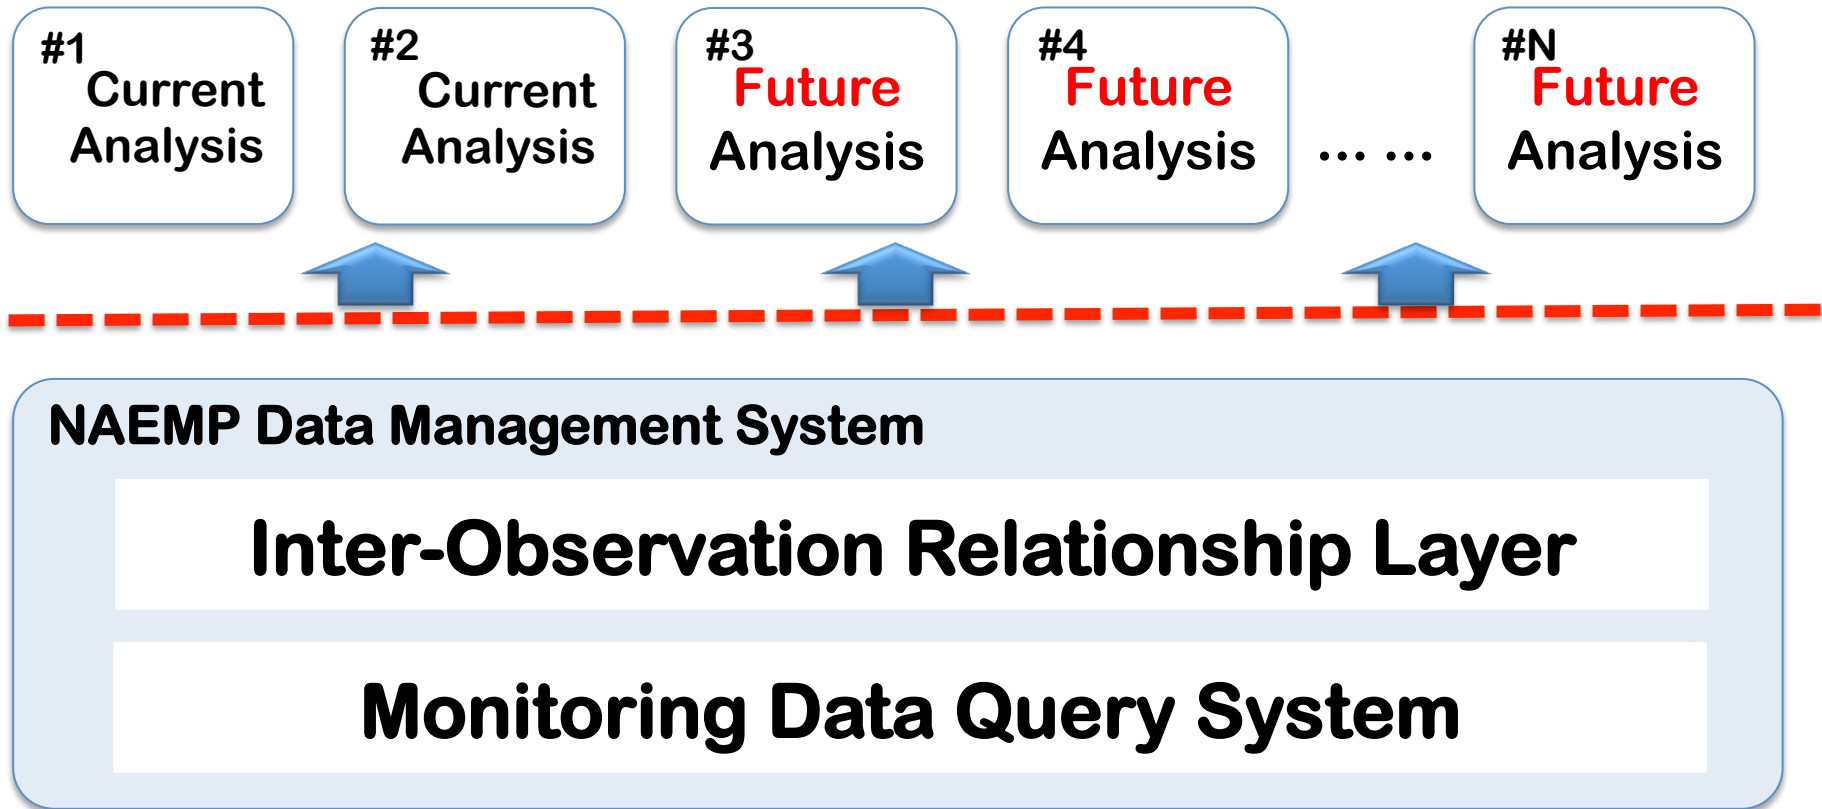 #1
Current
Analysis
#2
Current
Analysis
#3
Future
Analysis
#4
Future
Analysis
... ...
#N
Future
Analysis
NAEMP Data Management System
Inter-Observation Relationship Layer
Monitoring Data Query System